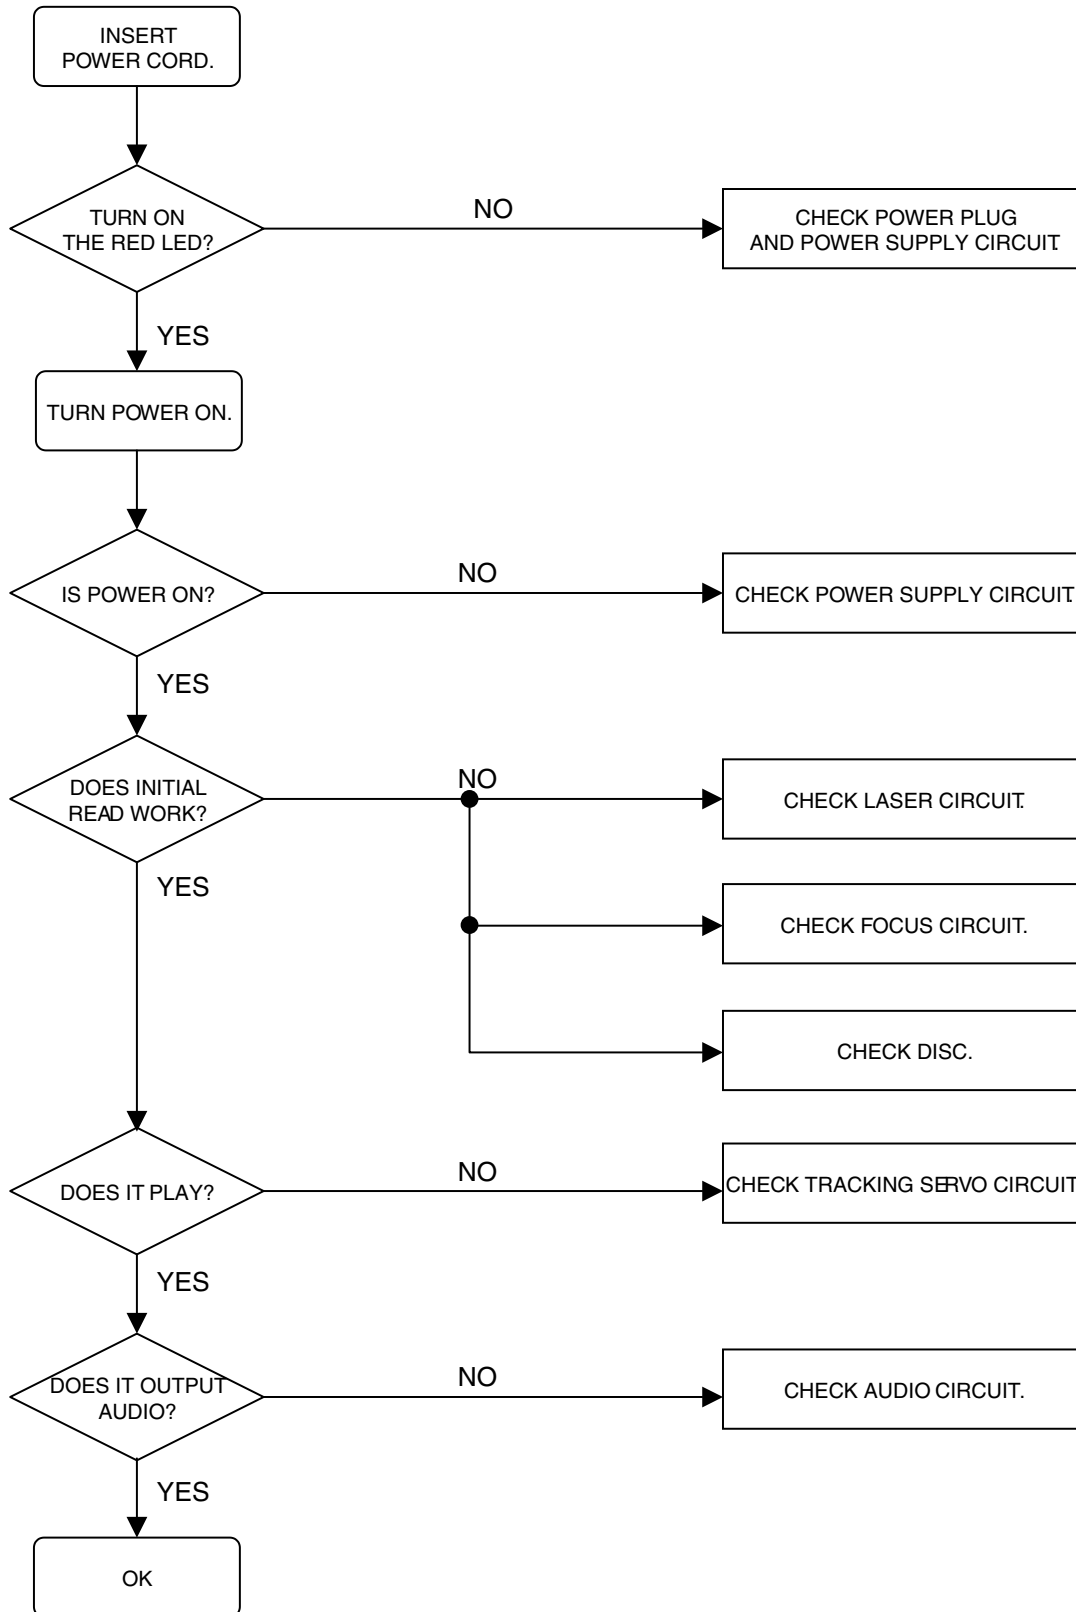 INSERT
POWER CORD.
TURN ON
THE RED LED?
NO
CHECK POWER PLUG
AND POWER SUPPLY CIRCUIT.
YES
TURN POWER ON.
IS POWER ON?
NO
CHECK POWER SUPPLY CIRCUIT.
YES
DOES INITIAL
READ WORK?
NO
CHECK LASER CIRCUIT.
YES
CHECK FOCUS CIRCUIT.
CHECK DISC.
DOES IT PLAY?
NO
CHECK TRACKING SERVO CIRCUIT
YES
DOES IT OUTPUT
AUDIO?
NO
CHECK AUDIO CIRCUIT.
YES
OK